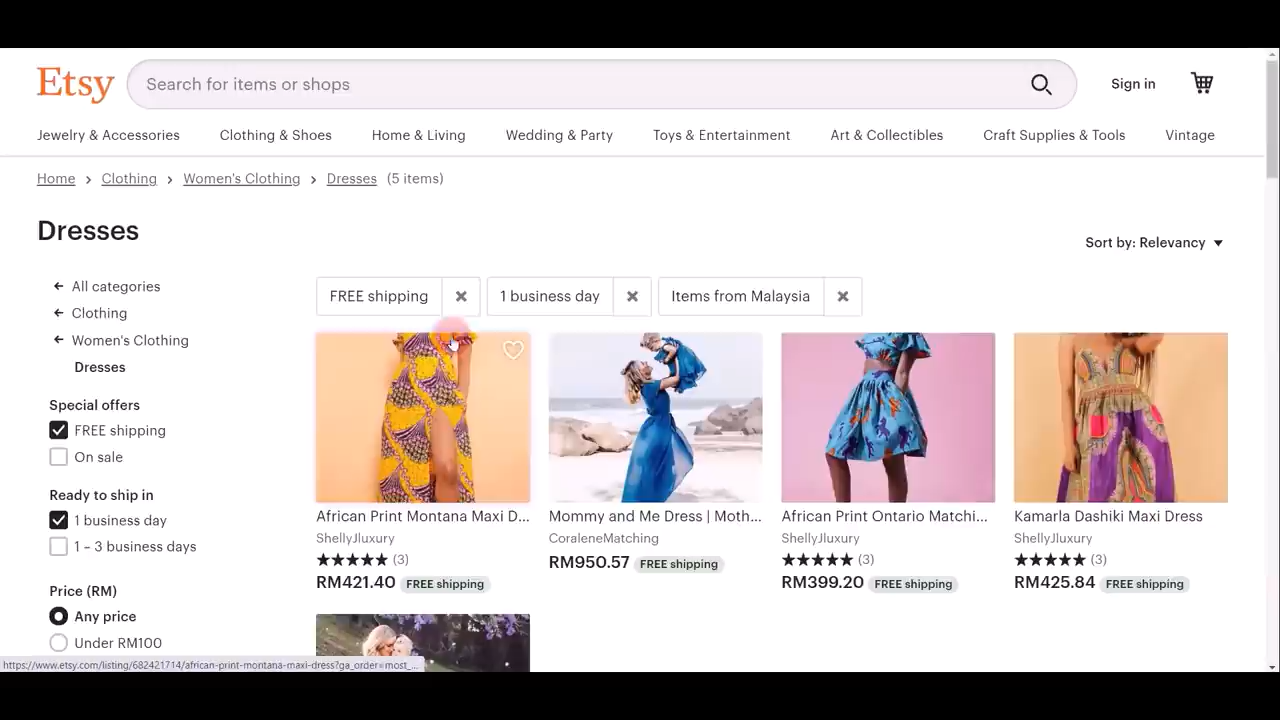 Etsy
Search for items or shops
Sign in
Jewelry & Accessories
Clothing & Shoes
Home & Living
Wedding & Party
Toys & Entertainment
Art & Collectibles
Craft Supplies & Tools
Vintage
Home > Clothing > Women's Clothing > Dresses (5 items)
Dresses
Sort by: Relevancy
All categories
Clothing
Women's Clothing
Dresses
Special offers
FREE shipping
On sale
Ready to ship in
1 business day
1 – 3 business days
Price (RM)
Any price
Under RM100
FREE shipping
1 business day
Items from Malaysia
African Print Montana Maxi D...
ShellyJluxury
(3)
RM421.40 FREE shipping
Mommy and Me Dress | Moth...
CoraleneMatching
RM950.57 FREE shipping
African Print Ontario Matchi...
ShellyJluxury
(3)
RM399.20 FREE shipping
Kamarla Dashiki Maxi Dress
ShellyJluxury
(3)
RM425.84 FREE shipping
https://www.etsy.com/listing/682421714/african-print-montana-maxi-dress?ga_order=most_...